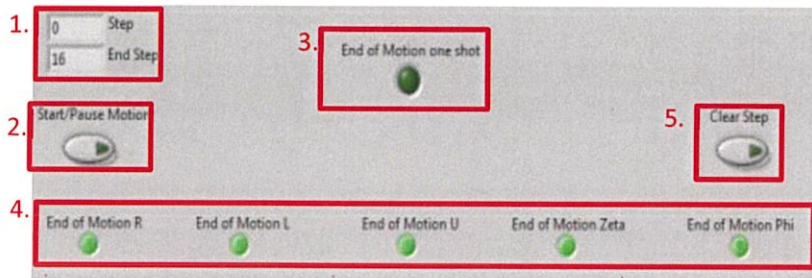 1.
0 Step
16 End Step
3.
End of Motion one shot
2.
Start/Pause Motion
5.
Clear Step
4.
End of Motion R End of Motion L End of Motion U End of Motion Zeta End of Motion Phi